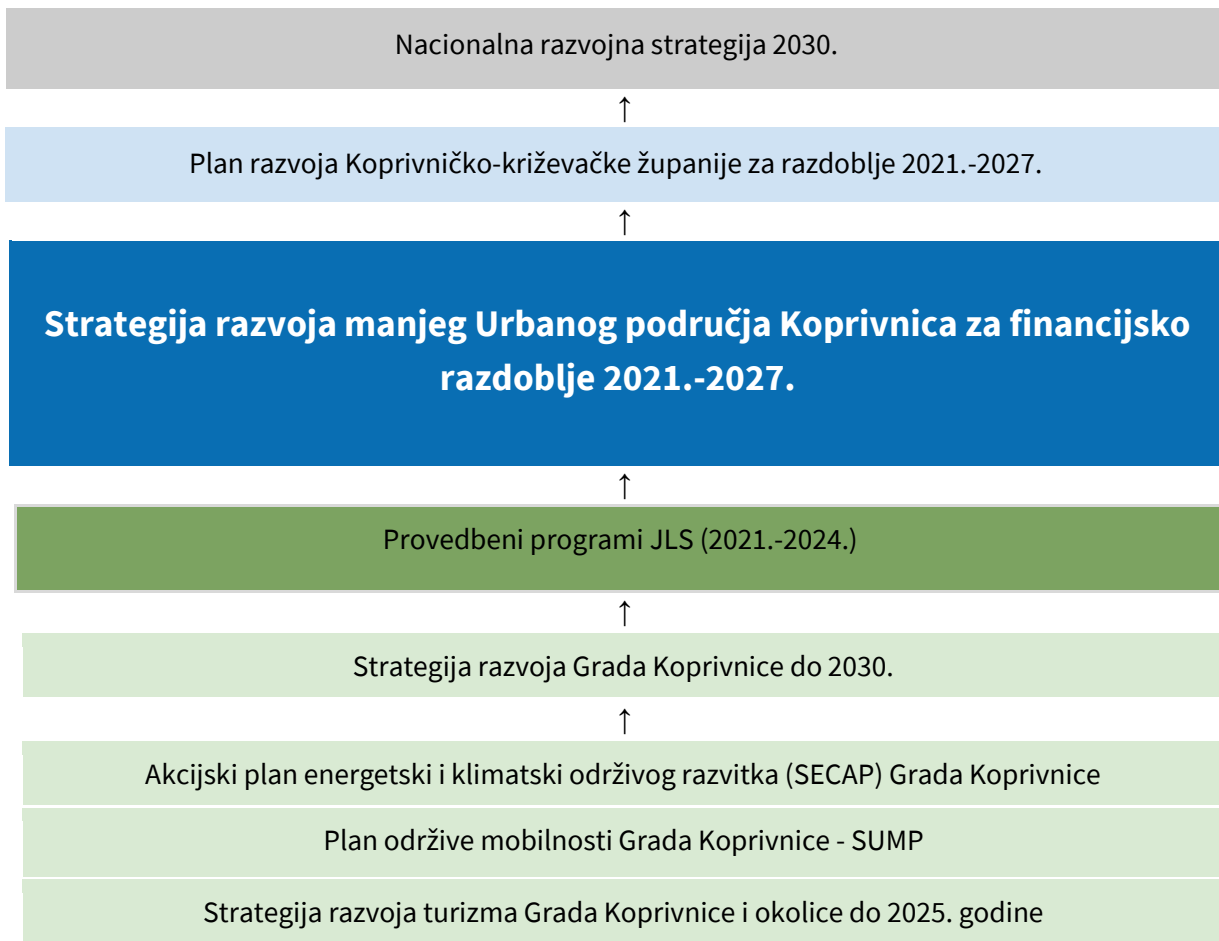 Nacionalna razvojna strategija 2030.
↑
Plan razvoja Koprivničko-križevačke županije za razdoblje 2021.-2027.
↑
Strategija razvoja manjeg Urbanog područja Koprivnica za financijsko
razdoblje 2021.-2027.
↑
Provedbeni programi JLS (2021.-2024.)
↑
Strategija razvoja Grada Koprivnice do 2030.
↑
Akcijski plan energetski i klimatski održivog razvitka (SECAP) Grada Koprivnice
Plan održive mobilnosti Grada Koprivnice - SUMP
Strategija razvoja turizma Grada Koprivnice i okolice do 2025. godine